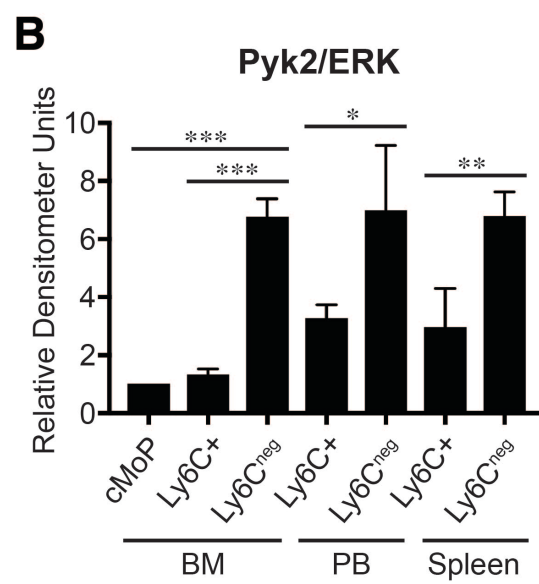 B
Pyk2/ERK
Relative Densitometer Units
10
8
6
4
2
0
***
***
*
**
cMoP
Ly6C+
Ly6Cneg
Ly6C+
Ly6Cneg
Ly6C+
Ly6Cneg
BM
PB
Spleen